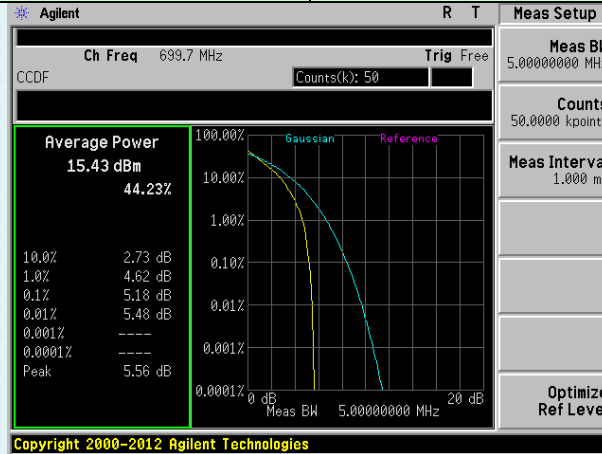 Agilent R T Meas Setup
Meas B
Ch Freq 699.7 MHz Trig Free
5.00000000 MH
CCDF Counts(k): 50
Counts
50.0000 kpoint
Average Power
15.43 dBm
44.23%
100.00% Gaussian Reference
Meas Interva
1.000 m
10.00%
1.00%
10.0% 2.73 dB
0.10%
1.0% 4.62 dB
0.1% 5.18 dB
0.01% 5.48 dB
0.01%
0.001% ----
0.001%
0.0001% ----
Peak 5.56 dB
0.0001%
0 dB 20 dB
Meas BW 5.00000000 MHz
Optimize
Ref Leve
Copyright 2000-2012 Agilent Technologies